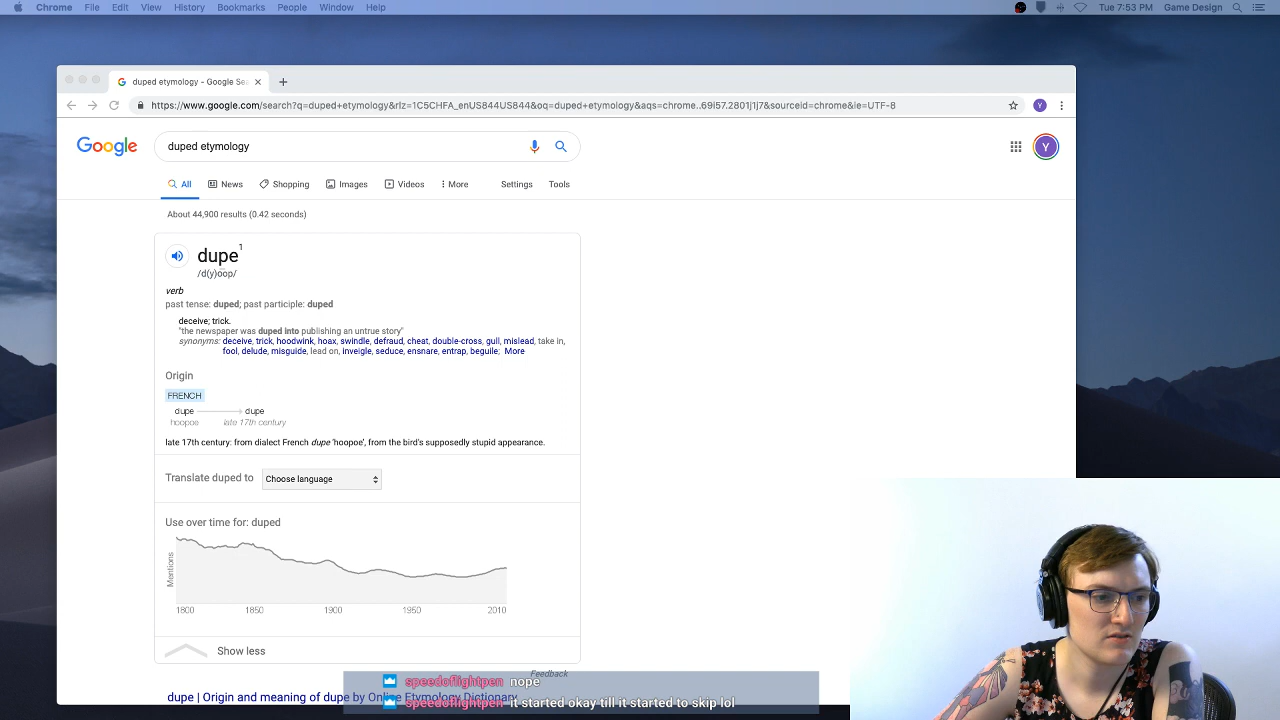 Chrome File Edit View History Bookmarks People Window Help Tue 7:53 PM Game Design
duped etymology - Google Sea
https://www.google.com/search?q=duped+etymology&rlz=1C5CHFA_enUS844US844&oq=duped+etymology&aqs=chrome..69i57.2801j1j7&sourceid=chrome&ie=UTF-8 Y
Google duped etymology Y
All News Shopping Images Videos More Settings Tools
About 44,900 results (0.42 seconds)
dupe1
/d(y)o͞op/
verb
past tense: duped; past participle: duped
deceive; trick.
"the newspaper was duped into publishing an untrue story"
synonyms: deceive, trick, hoodwink, hoax, swindle, defraud, cheat, double-cross, gull, mislead, take in,
fool, delude, misguide, lead on, inveigle, seduce, ensnare, entrap, beguile; More
Origin
FRENCH
dupe dupe
hoopoe late 17th century
late 17th century: from dialect French dupe 'hoopoe', from the bird's supposedly stupid appearance.
Translate duped to Choose language
Use over time for: duped
Mentions
1800 1850 1900 1950 2010
Show less
Feedback
speedoflightpen nope
dupe | Origin and meaning of dupe by Online Etymology Dictionary
speedoflightpen it started okay till it started to skip lol